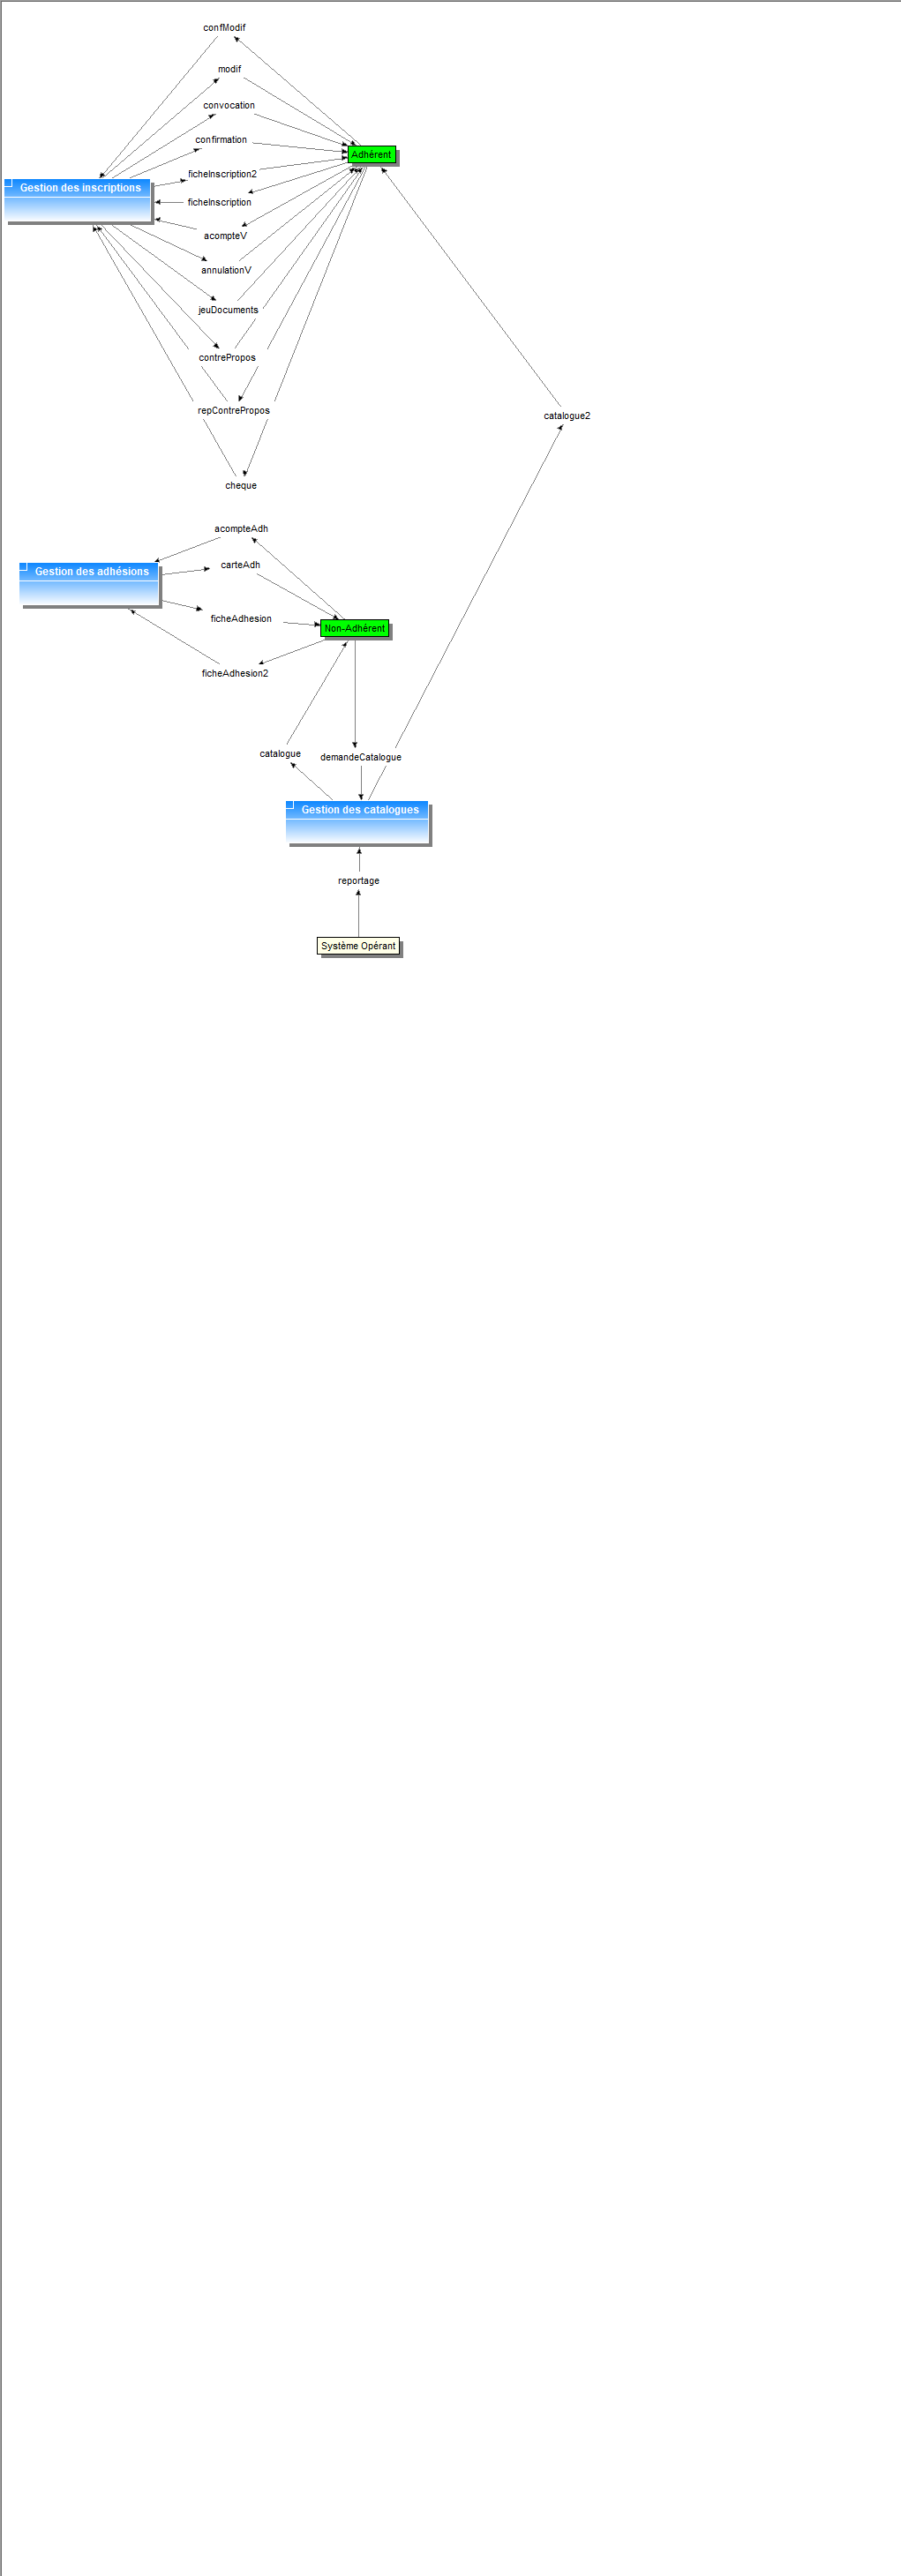 confModif
modif
convocation
confirmation
Adhérent
ficheInscription2
Gestion des inscriptions
ficheInscription
acompteV
annulationV
jeuDocuments
contrePropos
repContrePropos
catalogue2
cheque
acompteAdh
carteAdh
Gestion des adhésions
ficheAdhesion
Non-Adhérent
ficheAdhesion2
catalogue
demandeCatalogue
Gestion des catalogues
reportage
Système Opérant